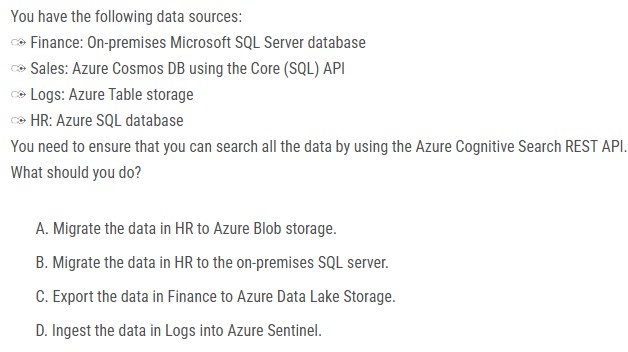 You have the following data sources:
Finance: On-premises Microsoft SQL Server database
Sales: Azure Cosmos DB using the Core (SQL) API
Logs: Azure Table storage
HR: Azure SQL database
You need to ensure that you can search all the data by using the Azure Cognitive Search REST API.
What should you do?
A. Migrate the data in HR to Azure Blob storage.
B. Migrate the data in HR to the on-premises SQL server.
C. Export the data in Finance to Azure Data Lake Storage.
D. Ingest the data in Logs into Azure Sentinel.